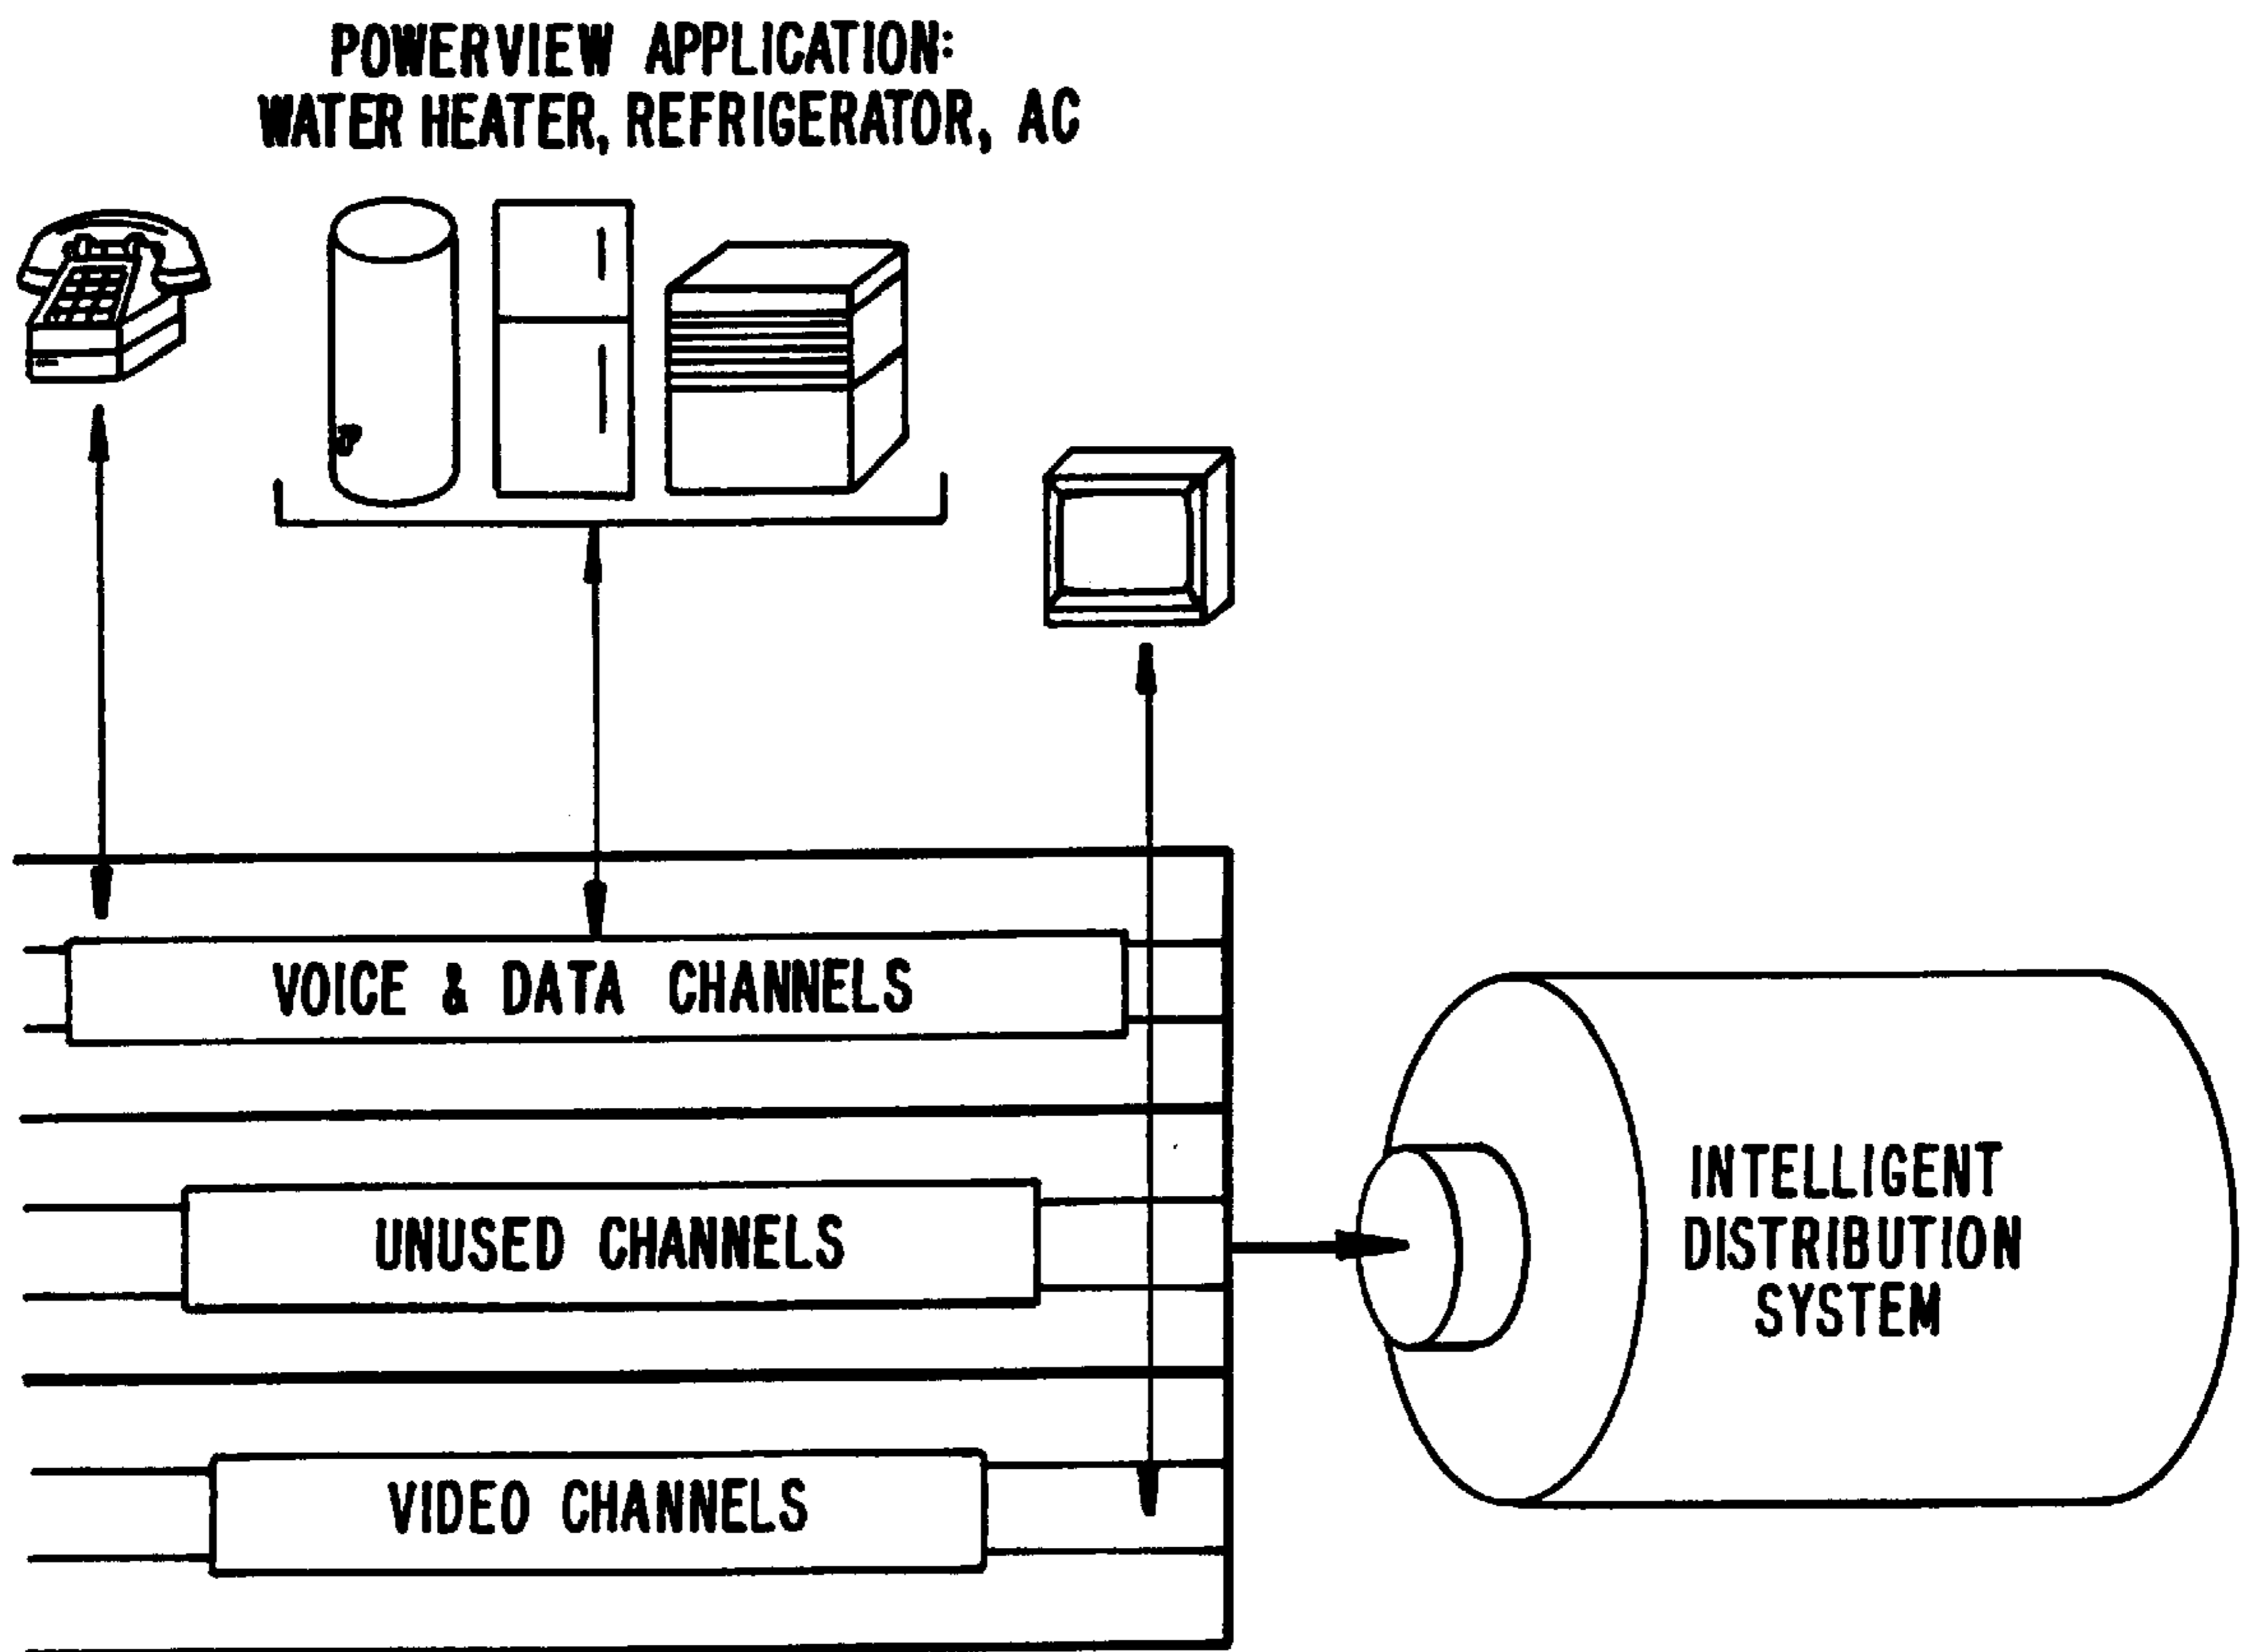 POWERVIEW APPLICATION:
WATER HEATER, REFRIGERATOR, AC
VOICE & DATA CHANNELS
UNUSED CHANNELS
VIDEO CHANNELS
INTELLIGENT
DISTRIBUTION
SYSTEM